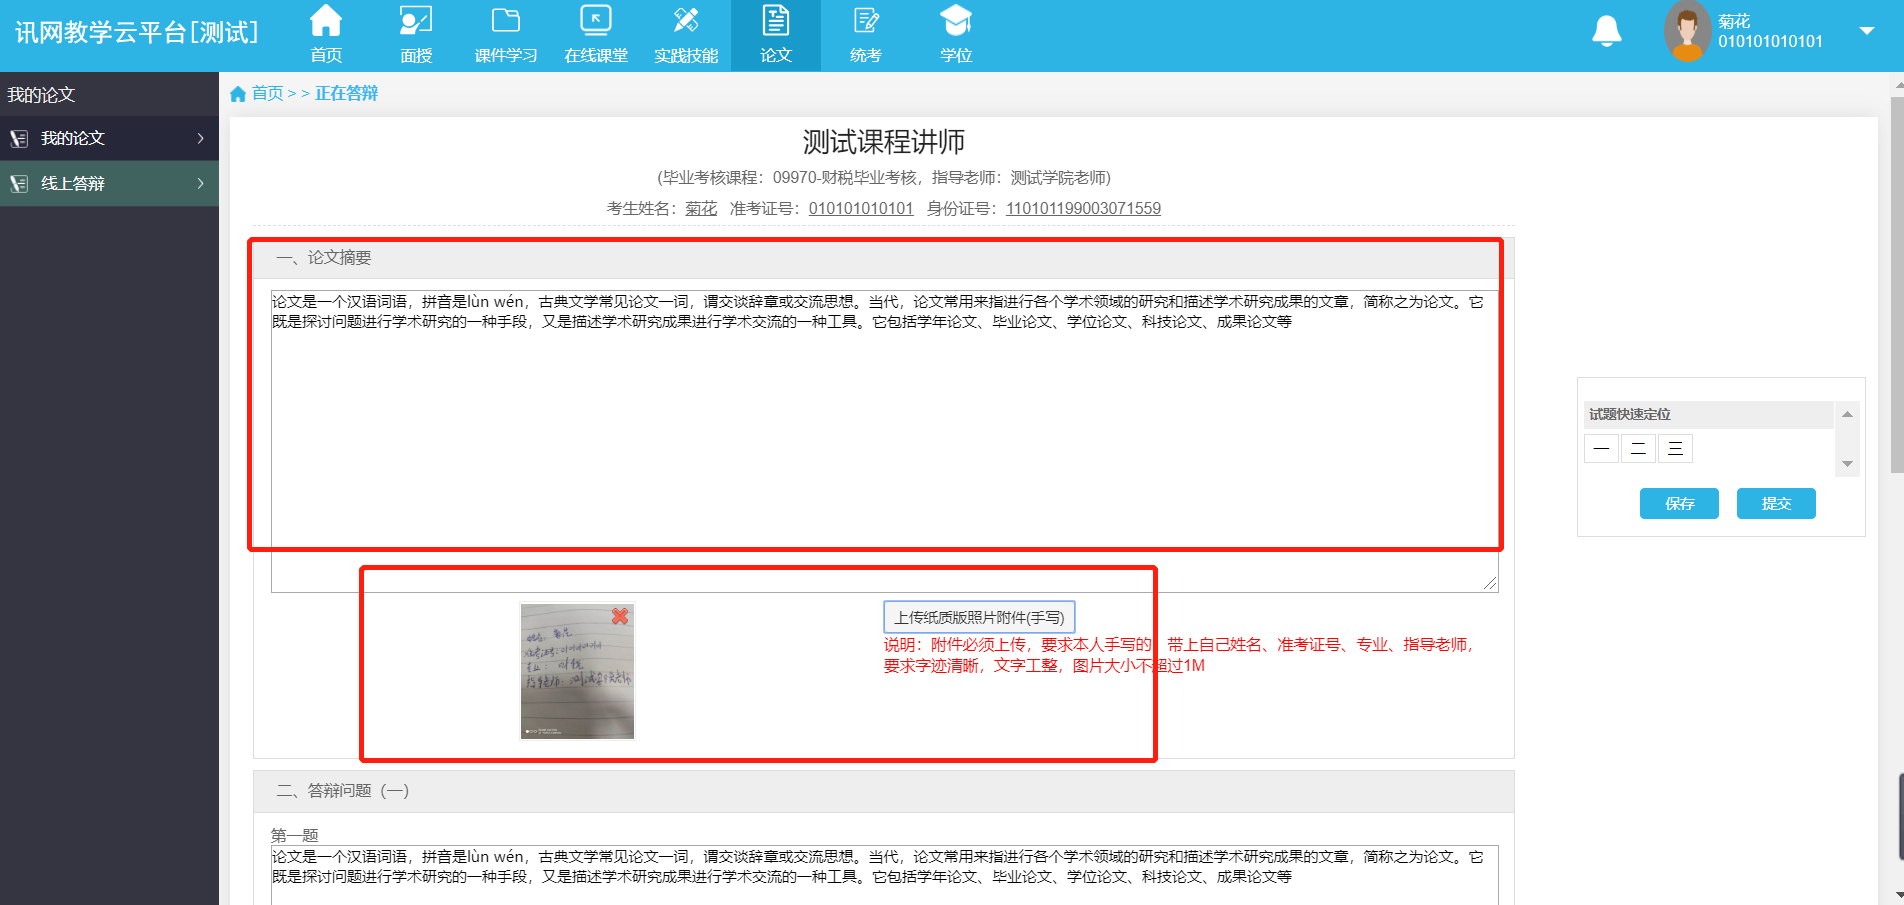 讯网教学云平台[测试]
首页
面授
课件学习
在线课堂
实践技能
论文
统考
学位
菊花
010101010101
我的论文
我的论文
线上答辩
首页 > > 正在答辩
测试课程讲师
(毕业考核课程：09970-财税毕业考核，指导老师：测试学院老师)
考生姓名：菊花 准考证号：010101010101 身份证号：110101199003071559
一、论文摘要
论文是一个汉语词语，拼音是lùn wén，古典文学常见论文一词，谓交谈辞章或交流思想。当代，论文常用来指进行各个学术领域的研究和描述学术研究成果的文章，简称之为论文。它
既是探讨问题进行学术研究的一种手段，又是描述学术研究成果进行学术交流的一种工具。它包括学年论文、毕业论文、学位论文、科技论文、成果论文等
试题快速定位
一 二 三
保存 提交
上传纸质版照片附件(手写)
说明：附件必须上传，要求本人手写的，带上自己姓名、准考证号、专业、指导老师，
要求字迹清晰，文字工整，图片大小不超过1M
姓名：菊花
准考证号：010101010101
专业：财税
指导老师：测试学院老师
二、答辩问题（一）
第一题
论文是一个汉语词语，拼音是lùn wén，古典文学常见论文一词，谓交谈辞章或交流思想。当代，论文常用来指进行各个学术领域的研究和描述学术研究成果的文章，简称之为论文。它
既是探讨问题进行学术研究的一种手段，又是描述学术研究成果进行学术交流的一种工具。它包括学年论文、毕业论文、学位论文、科技论文、成果论文等